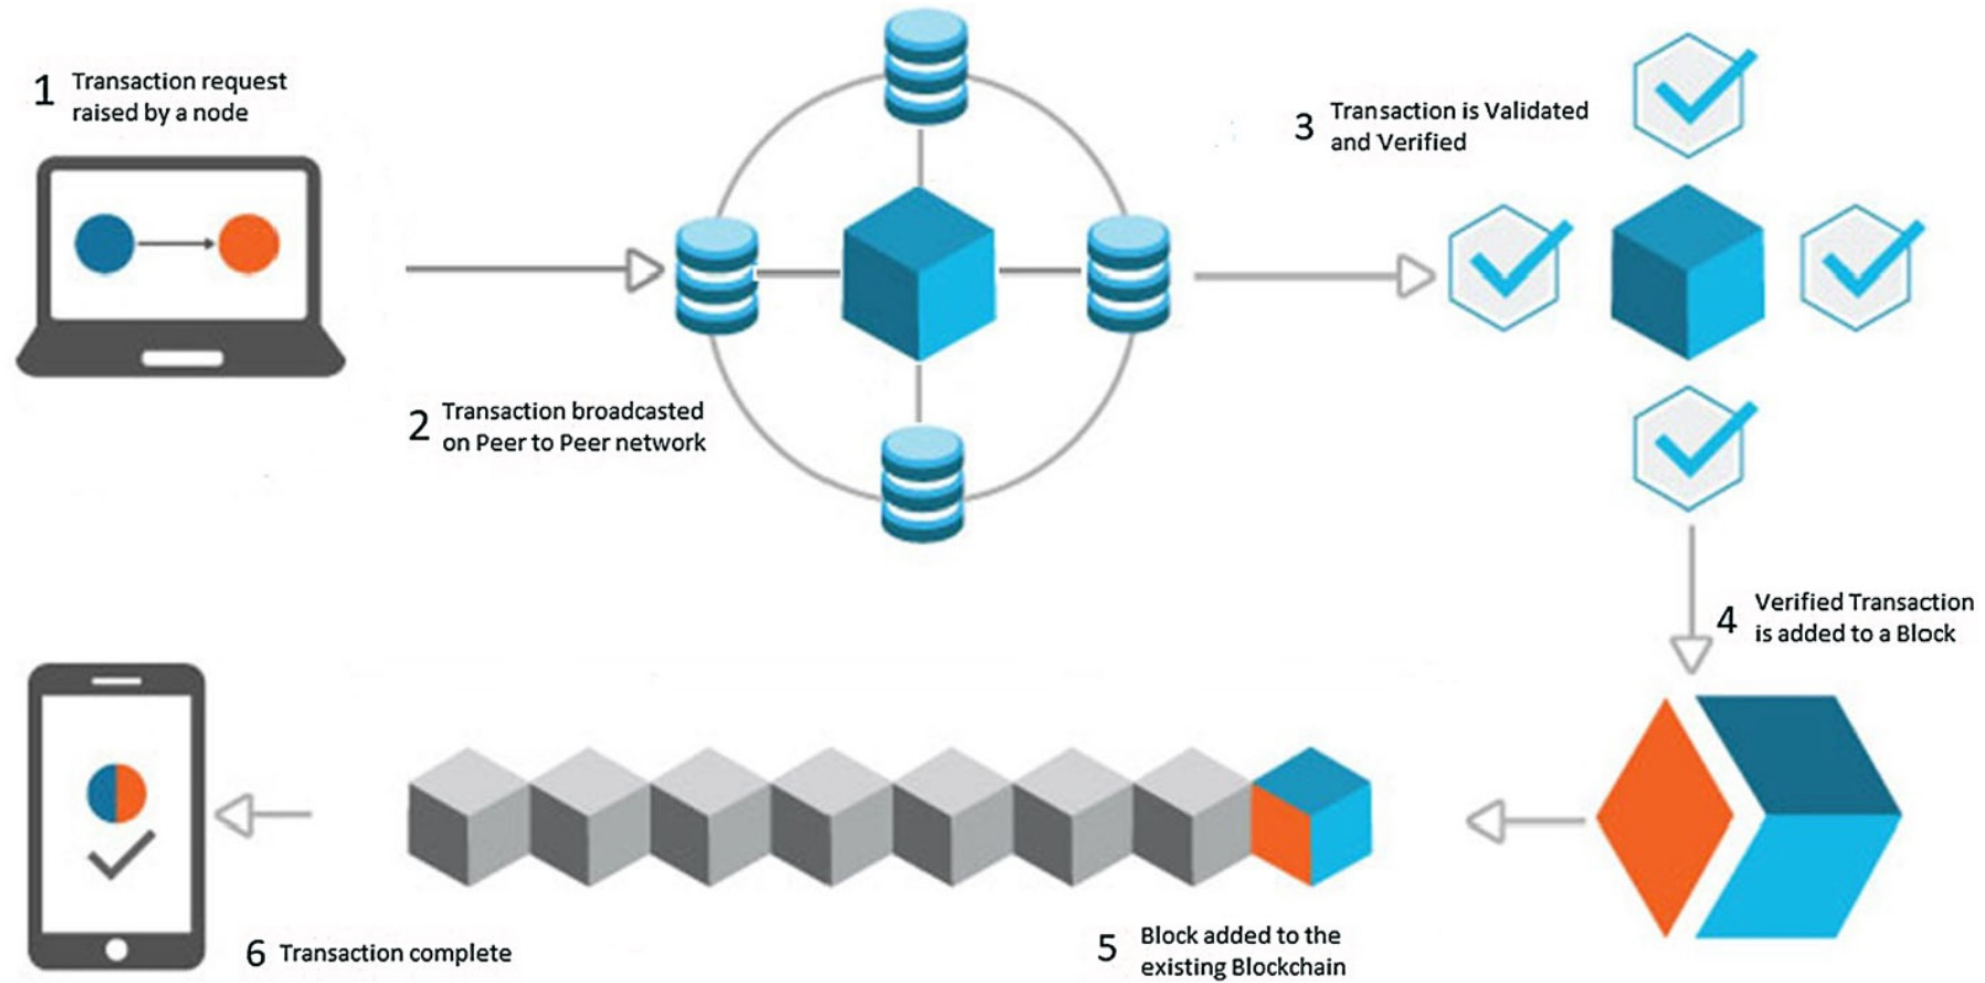 1 Transaction request
raised by a node
2 Transaction broadcasted
on Peer to Peer network
3 Transaction is Validated
and Verified
4 Verified Transaction
is added to a Block
5 Block added to the
existing Blockchain
6 Transaction complete